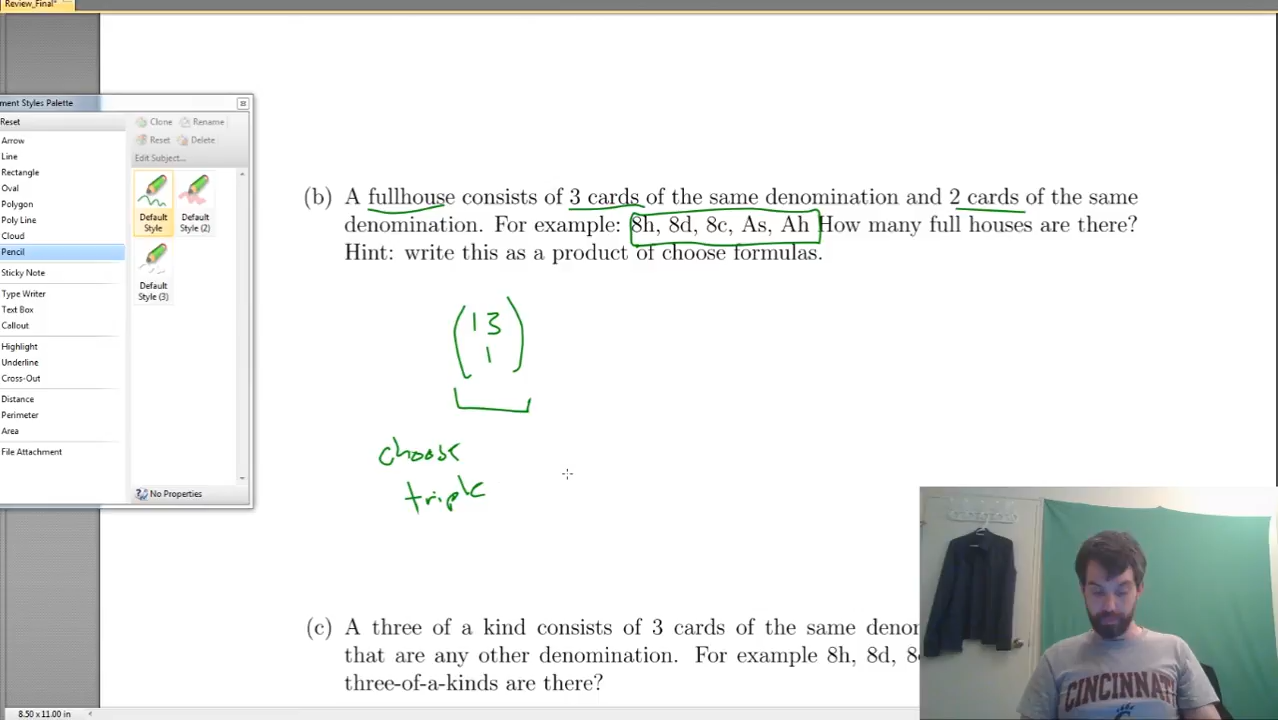 Review_Final*
ment Styles Palette
Reset
Clone
Rename
Arrow
Reset
Delete
Line
Edit Subject...
Rectangle
Oval
Polygon
Poly Line
Cloud
Pencil
Default Style
Default Style (2)
Sticky Note
Type Writer
Default Style (3)
Text Box
Callout
Highlight
Underline
Cross-Out
Distance
Perimeter
Area
File Attachment
No Properties
8.50 x 11.00 in
(b) A fullhouse consists of 3 cards of the same denomination and 2 cards of the same
denomination. For example: 8h, 8d, 8c, As, Ah How many full houses are there?
Hint: write this as a product of choose formulas.
(13
1)
choose
triple
(c) A three of a kind consists of 3 cards of the same denor
that are any other denomination. For example 8h, 8d, 8
three-of-a-kinds are there?
CINCINNATI